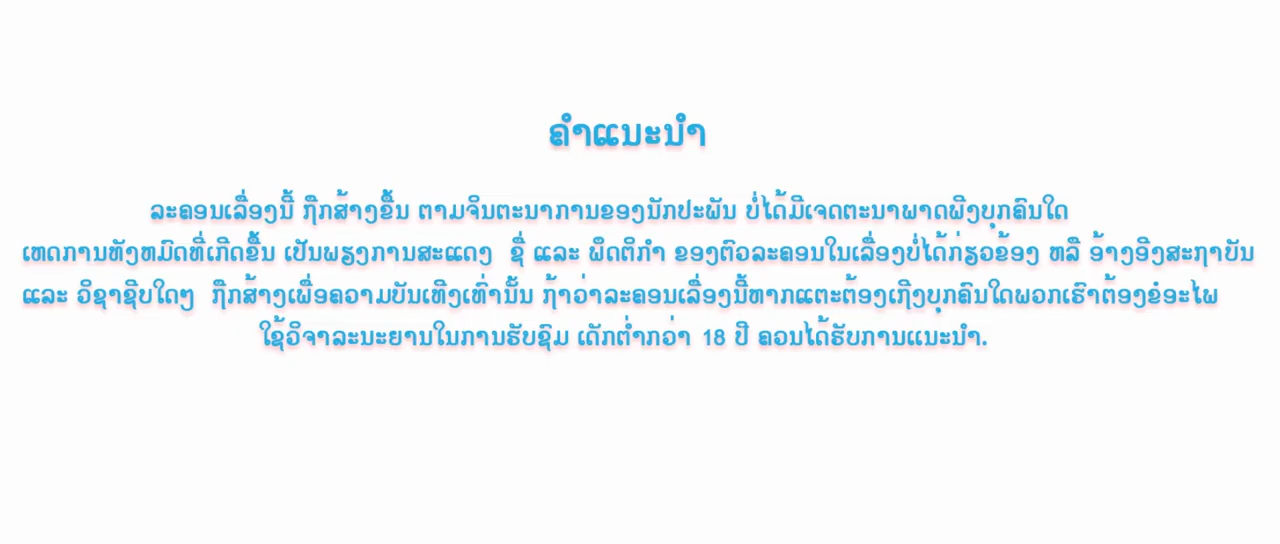 ຄຳແນະນຳ
ລະຄອນເລື່ອງນີ້ ຖືກສ້າງຂື້ນ ຕາມຈິນຕະນາການຂອງນັກປະພັນ ບໍ່ໄດ້ມີເຈດຕະນາພາດພີງບຸກຄົນໃດ
ເຫດການທັງຫມົດທີ່ເກີດຂື້ນ ເປັນພຽງການສະແດງ ຊື່ ແລະ ພຶດຕິກຳ ຂອງຕົວລະຄອນໃນເລື່ອງບໍ່ໄດ້ກ່ຽວຂ້ອງ ຫລື ອ້າງອີງສະຖາບັນ
ແລະ ວິຊາຊີບໃດໆ ຖືກສ້າງເພື່ອຄວາມບັນເທີງເທົ່ານັ້ນ ຖ້າວ່າລະຄອນເລື່ອງນີ້ຫາກແຕະຕ້ອງເຖີງບຸກຄົນໃດພວກເຮົາຕ້ອງຂໍອະໄພ
ໃຊ້ວິຈາລະນະຍານໃນການຮັບຊົມ ເດັກຕ່ຳກວ່າ 18 ປີ ຄວນໄດ້ຮັບການແນະນຳ.